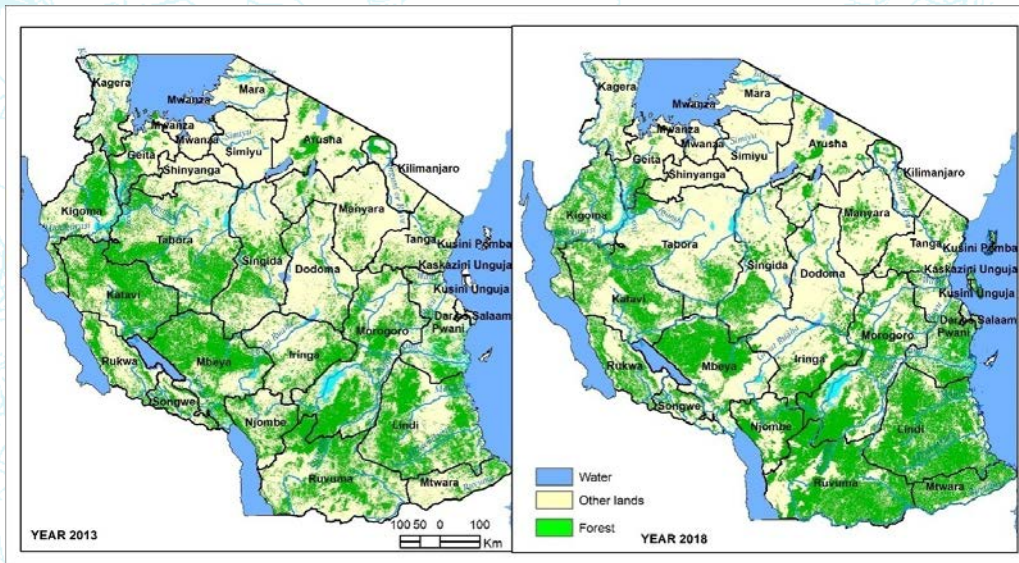 Kagera
Mara
Mwanza
Mwanza
Mwanza
Simiyu
Simiyu
Geita
Shinyanga
Arusha
Kilimanjaro
Kigoma
Manyara
Tabora
Tanga
Kusini Pemba
Singida
Dodoma
Kaskazini Unguja
Kusini Unguja
Katavi
Dar es Salaam
Morogoro
Pwani
Rukwa
Mbeya
Iringa
Songwe
Njombe
Lindi
Ruvuma
Mtwara
100 50 0 100
Km
YEAR 2013
Kagera
Mara
Mwanza
Mwanza
Mwanza
Simiyu
Simiyu
Geita
Shinyanga
Arusha
Kilimanjaro
Kigoma
Manyara
Tabora
Tanga
Kusini Pemba
Singida
Dodoma
Kaskazini Unguja
Kusini Unguja
Katavi
Dar es Salaam
Morogoro
Pwani
Rukwa
Mbeya
Iringa
Songwe
Njombe
Lindi
Ruvuma
Mtwara
Water
Other lands
Forest
YEAR 2018